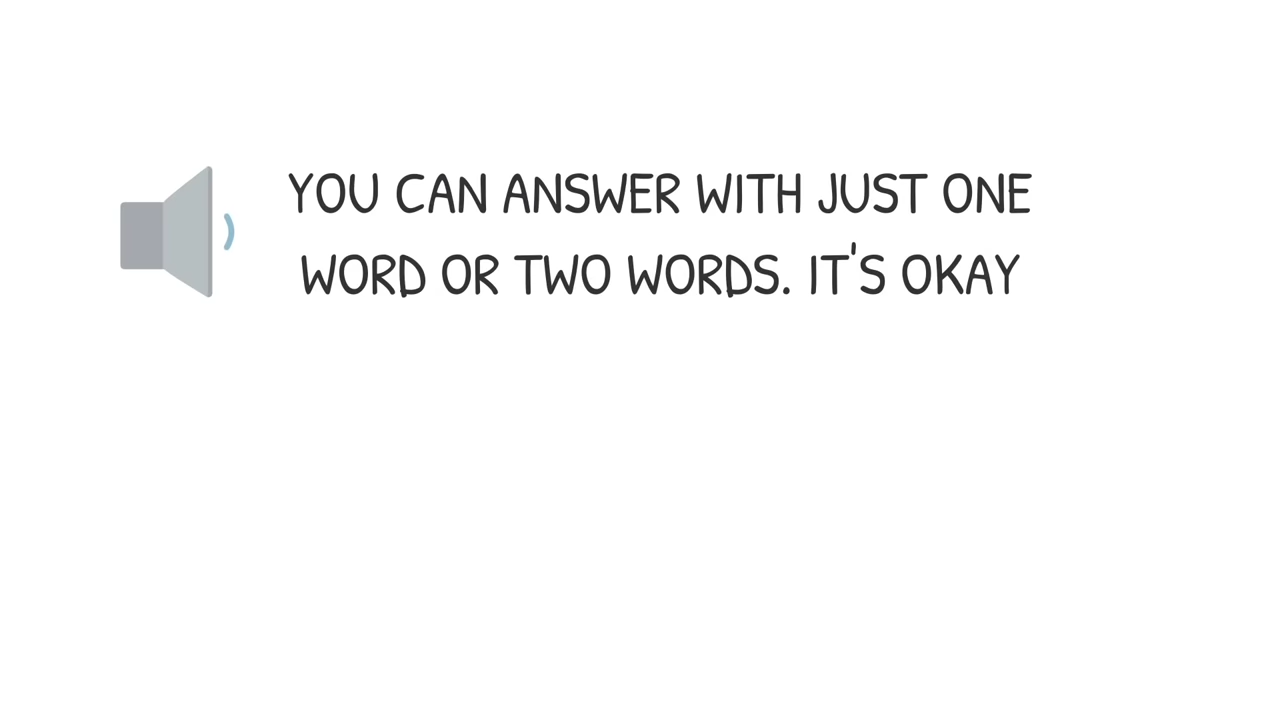 YOU CAN ANSWER WITH JUST ONE
WORD OR TWO WORDS. IT'S OKAY